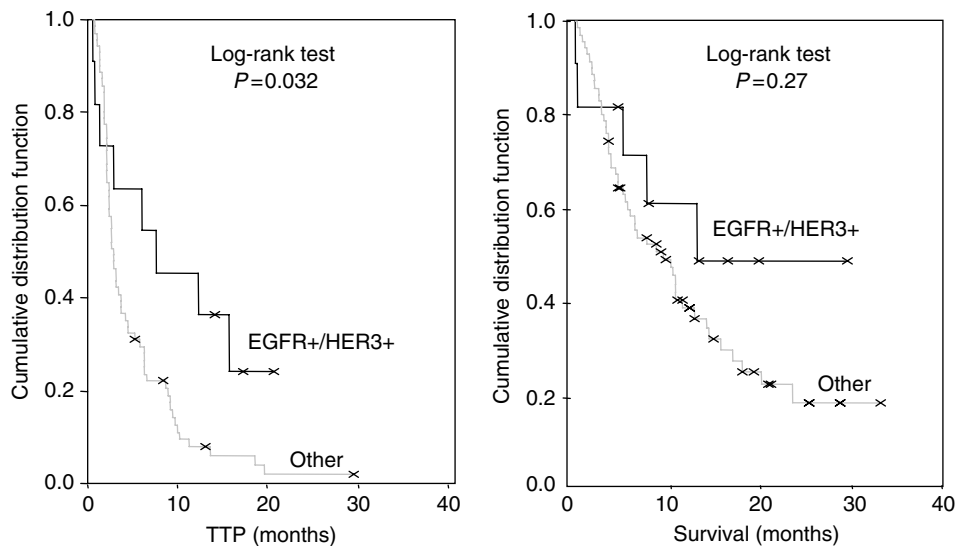 1.0
0.8
0.6
0.4
0.2
0.0
Cumulative distribution function
Log-rank test
P=0.032
EGFR+/HER3+
Other
0 10 20 30 40
TTP (months)
1.0
0.8
0.6
0.4
0.2
0.0
Cumulative distribution function
Log-rank test
P=0.27
EGFR+/HER3+
Other
0 10 20 30 40
Survival (months)